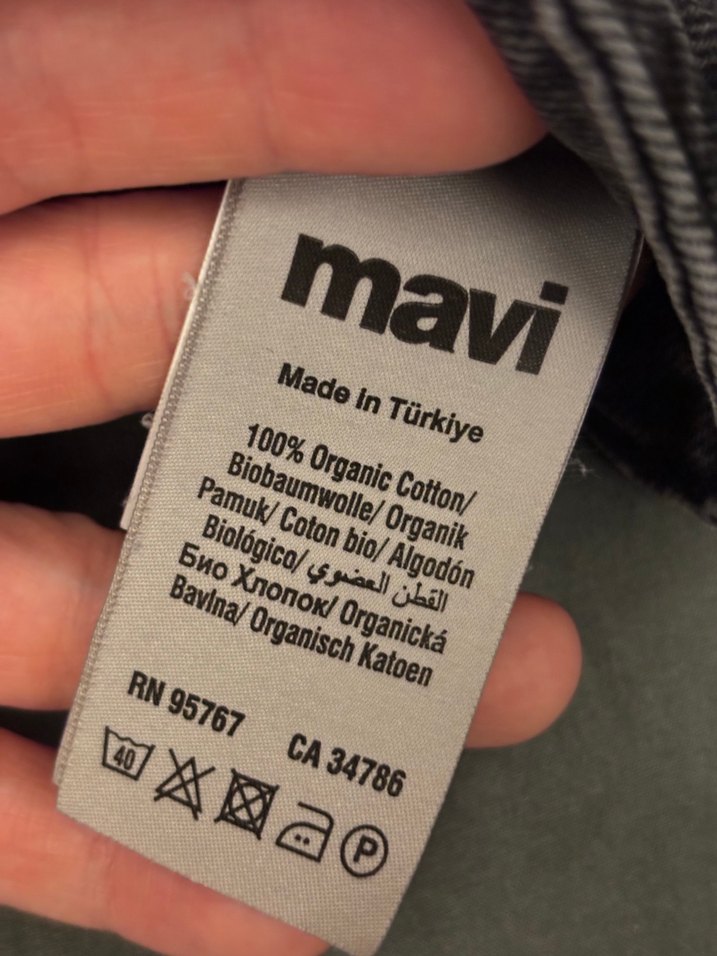 mavi
Made in Türkiye
100% Organic Cotton/
Biobaumwolle/ Organik
Pamuk/ Coton bio/ Algodón
Biológico/ القطن العضوي
Био Хлопок/ Organická
Bavlna/ Organisch Katoen
RN 95767 CA 34786
40 P